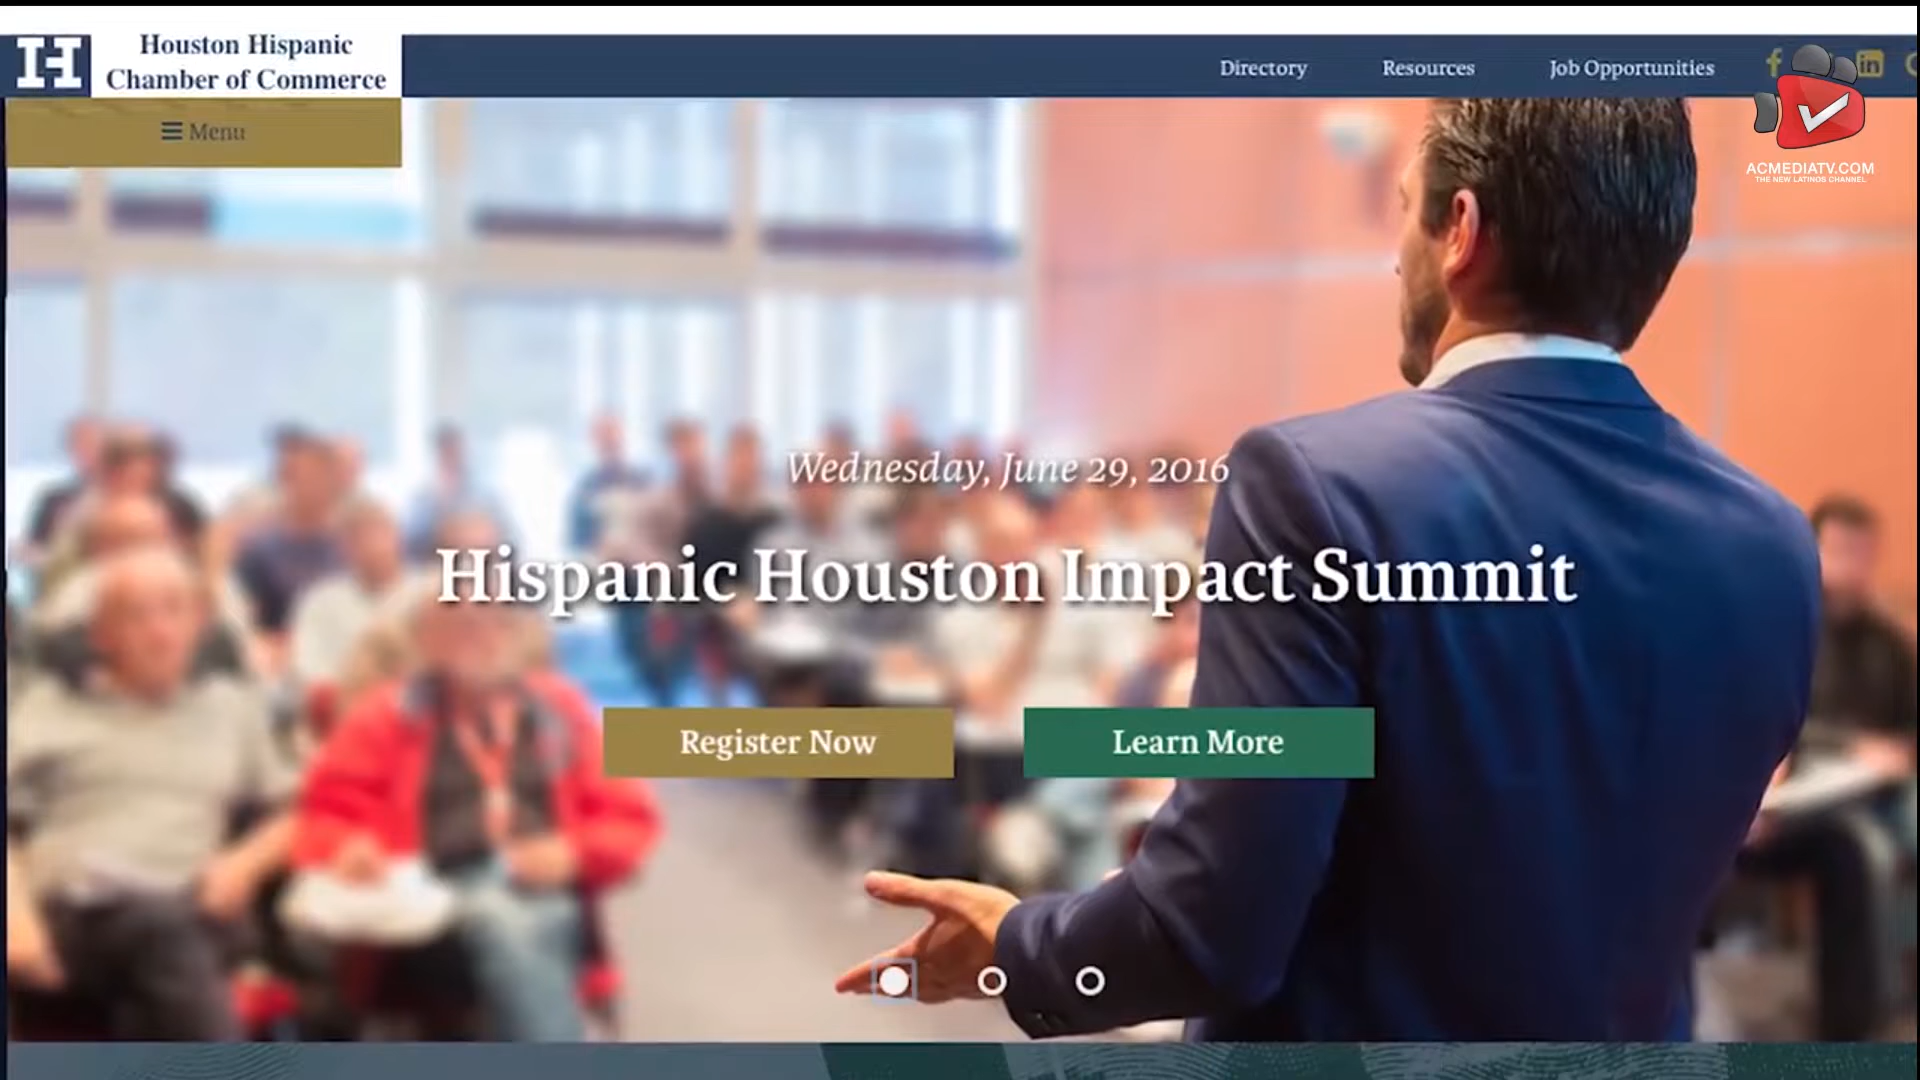 Houston Hispanic
Chamber of Commerce
Directory
Resources
Job Opportunities
Menu
ACMEDIATV.COM
THE NEW LATINOS CHANNEL
Wednesday, June 29, 2016
Hispanic Houston Impact Summit
Register Now
Learn More